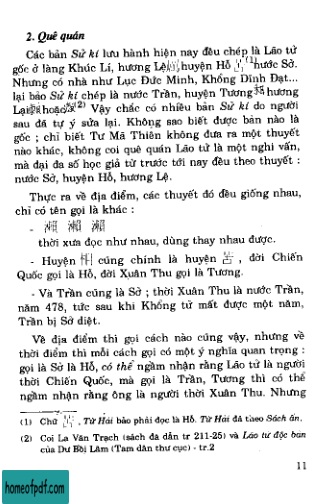 2. Quê quán
Các bản Sử kí lưu hành hiện nay đều chép là Lão tử
gốc ở làng Khúc Lí, hương Lệ, huyện Hỗ (1) nước Sở.
Nhưng có nhà như Lục Đức Minh, Khổng Dĩnh Đạt...
lại bảo Sử kí chép là nước Trần, huyện Tương hương
Lại hoặc (2) Vậy chắc có nhiều bản Sử kí do người
sau đã tự ý sửa lại. Không sao biết được bản nào là
gốc ; chỉ biết Tư Mã Thiên không đưa ra một thuyết
nào khác, không coi quê quán Lão tử là một nghi vấn,
mà đại đa số học giả từ trước tới nay đều theo thuyết :
nước Sở, huyện Hỗ, hương Lệ.
Thực ra về địa điểm, các thuyết đó đều giống nhau,
chỉ có tên gọi là khác :
-
thời xưa đọc như nhau, dùng thay nhau được.
- Huyện 相 cũng chính là huyện 苦 , đời Chiến
Quốc gọi là Hỗ, đời Xuân Thu gọi là Tương.
- Và Trần cũng là Sở ; thời Xuân Thu là nước Trần,
năm 478, tức sau khi Khổng tử mất được một năm,
Trần bị Sở diệt.
Về địa điểm thì gọi cách nào cũng vậy, nhưng về
thời điểm thì mỗi cách gọi có một ý nghĩa quan trọng :
gọi là Sở là Hỗ, có thể ngầm nhận rằng Lão tử là người
thời Chiến Quốc, mà gọi là Trần, Tương thì có thể
ngầm nhận rằng ông là người thời Xuân Thu. Nhưng
(1) Chữ 苦 , Từ Hải bảo phải đọc là Hỗ. Từ Hải đã theo Sách ẩn.
(2) Coi La Văn Trạch (sách đã dẫn tr 211-25) và Lão tử độc bản
của Dư Bồi Lâm (Tam dân thư cục) - tr.2
11
homeofpdf.com